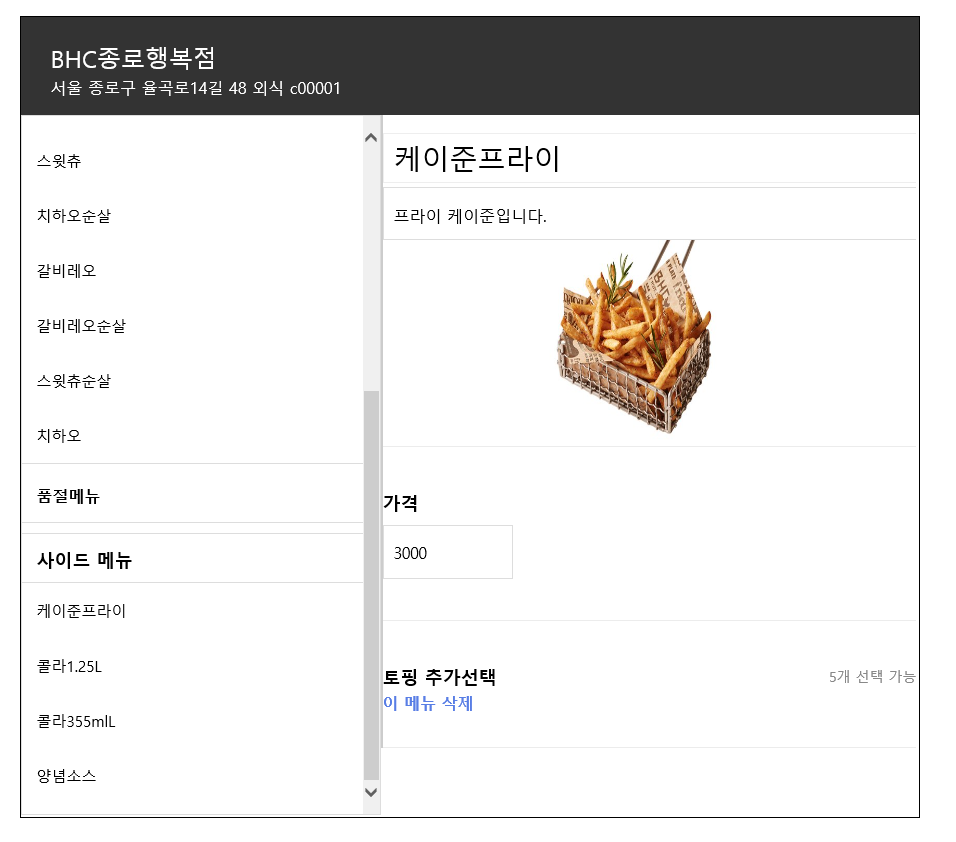 BHC종로행복점
서울 종로구 율곡로14길 48 외식 c00001
스윗츄
치하오순살
갈비레오
갈비레오순살
스윗츄순살
치하오
품절메뉴
사이드 메뉴
케이준프라이
콜라1.25L
콜라355mlL
양념소스
케이준프라이
프라이 케이준입니다.
BHC
가격
3000
토핑 추가선택
5개 선택 가능
이 메뉴 삭제